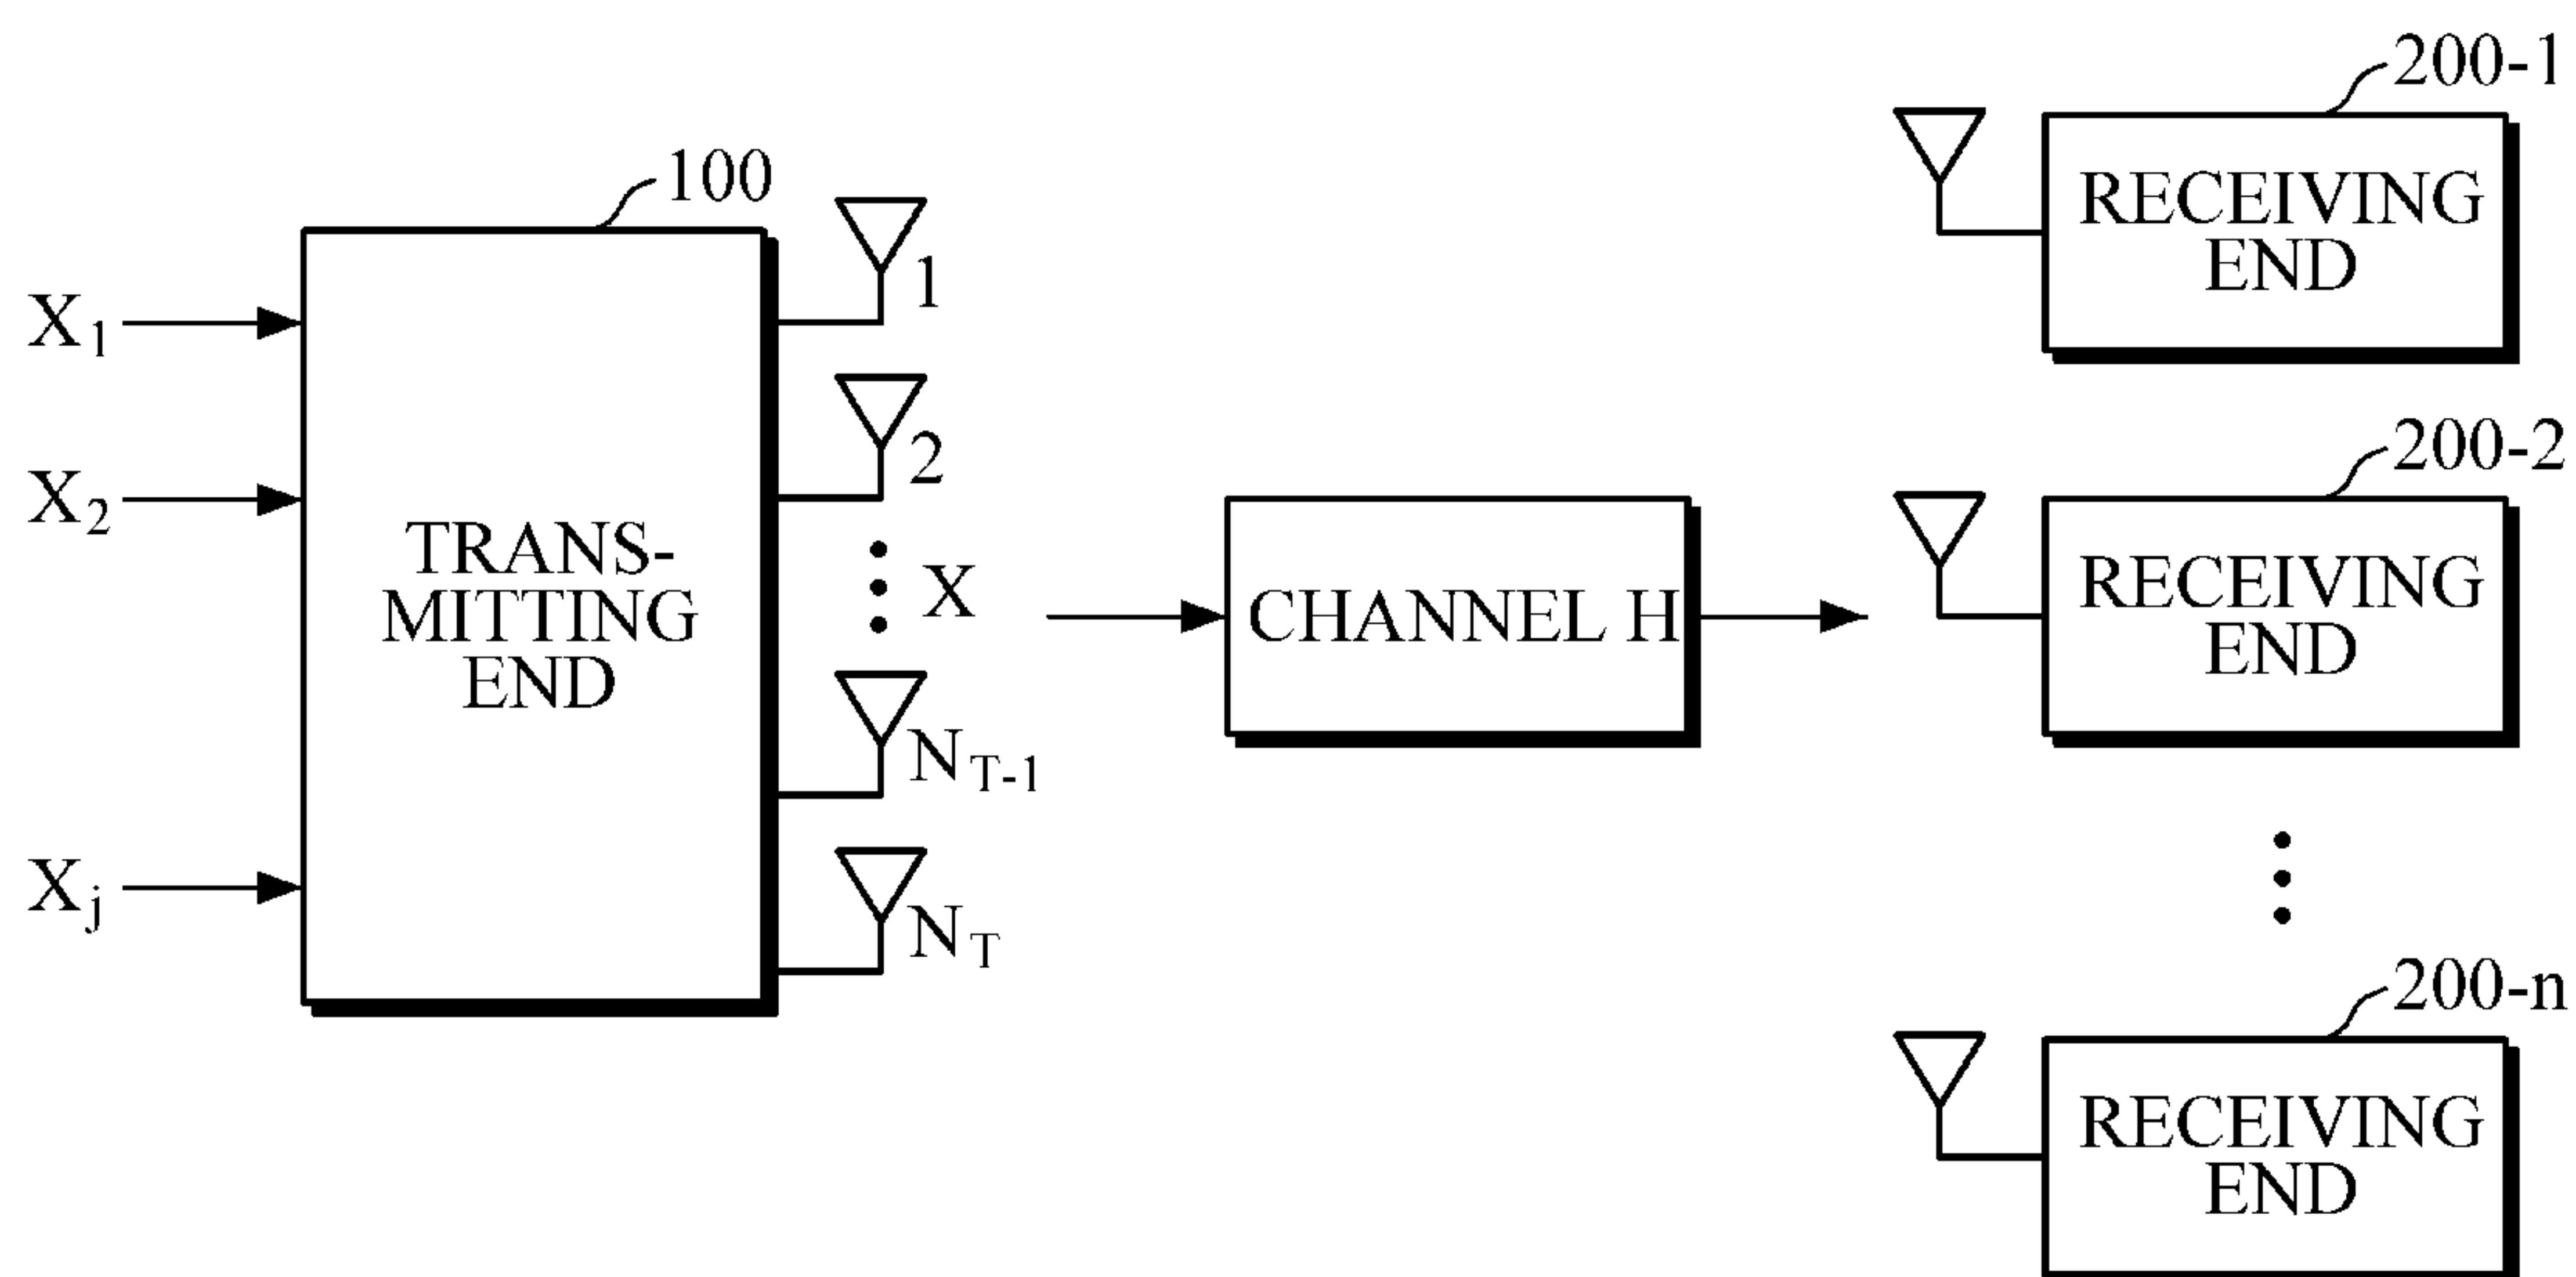 100
X1
X2
Xj
TRANS-
MITTING
END
1
2
X
NT-1
NT
CHANNEL H
200-1
RECEIVING
END
200-2
RECEIVING
END
200-n
RECEIVING
END